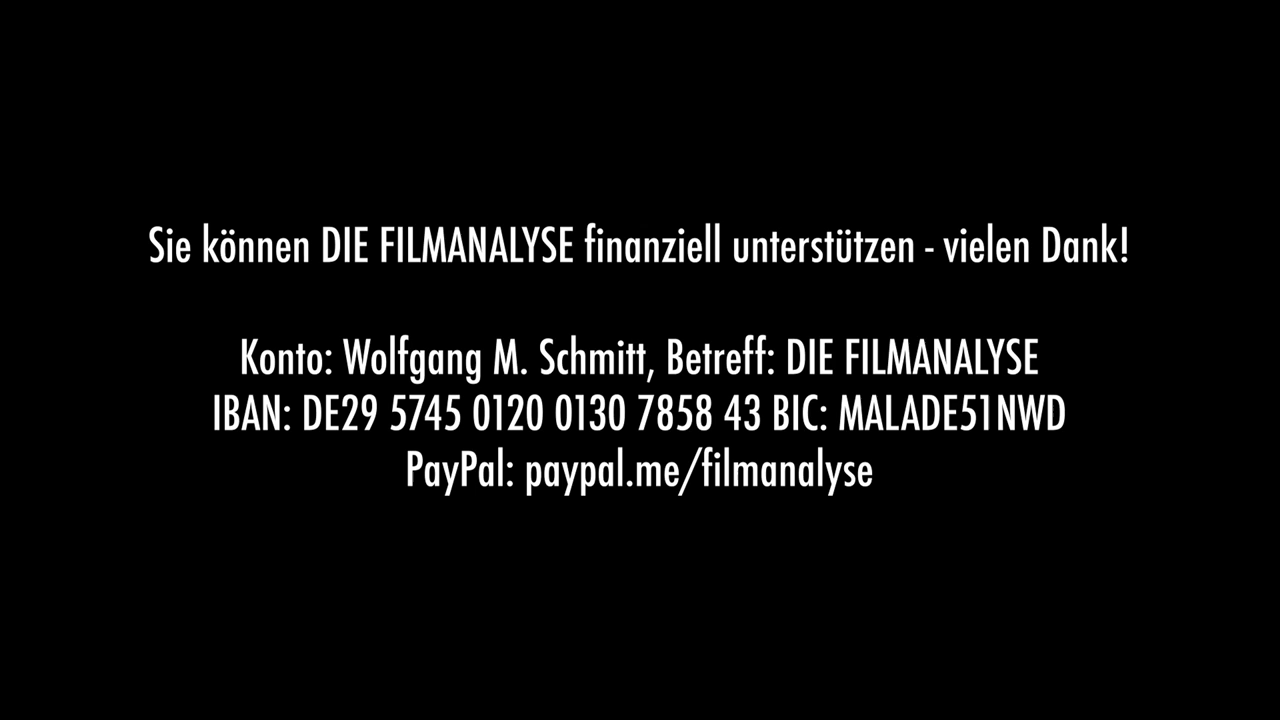 Sie können DIE FILMANALYSE finanziell unterstützen - vielen Dank!
Konto: Wolfgang M. Schmitt, Betreff: DIE FILMANALYSE
IBAN: DE29 5745 0120 0130 7858 43 BIC: MALADE51NWD
PayPal: paypal.me/filmanalyse